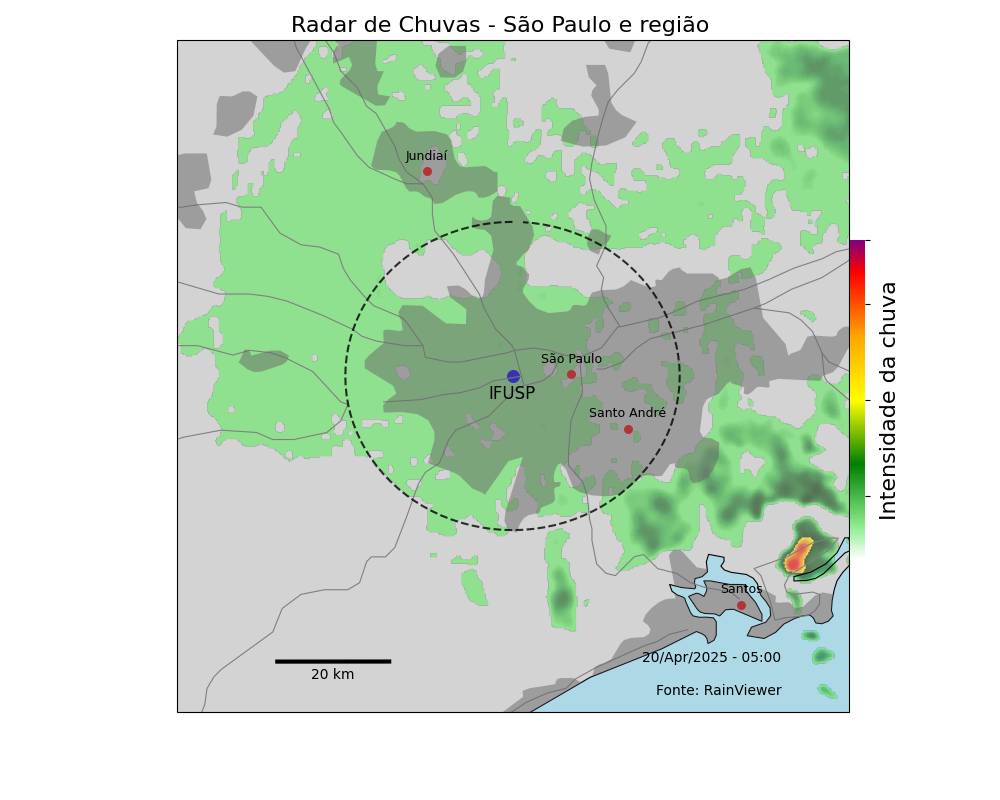 Radar de Chuvas - São Paulo e região
Jundiaí
São Paulo
IFUSP
Santo André
Santos
20/Apr/2025 - 05:00
20 km
Fonte: RainViewer
Intensidade da chuva